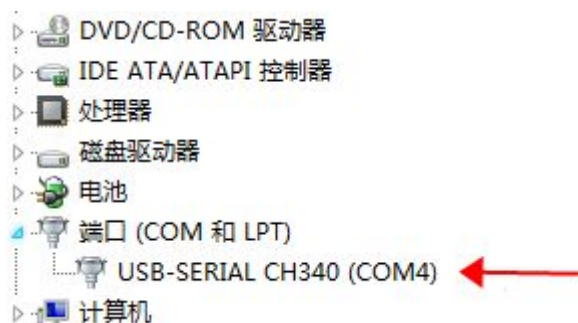 DVD/CD-ROM 驱动器
IDE ATA/ATAPI 控制器
处理器
磁盘驱动器
电池
端口 (COM 和 LPT)
USB-SERIAL CH340 (COM4)
计算机